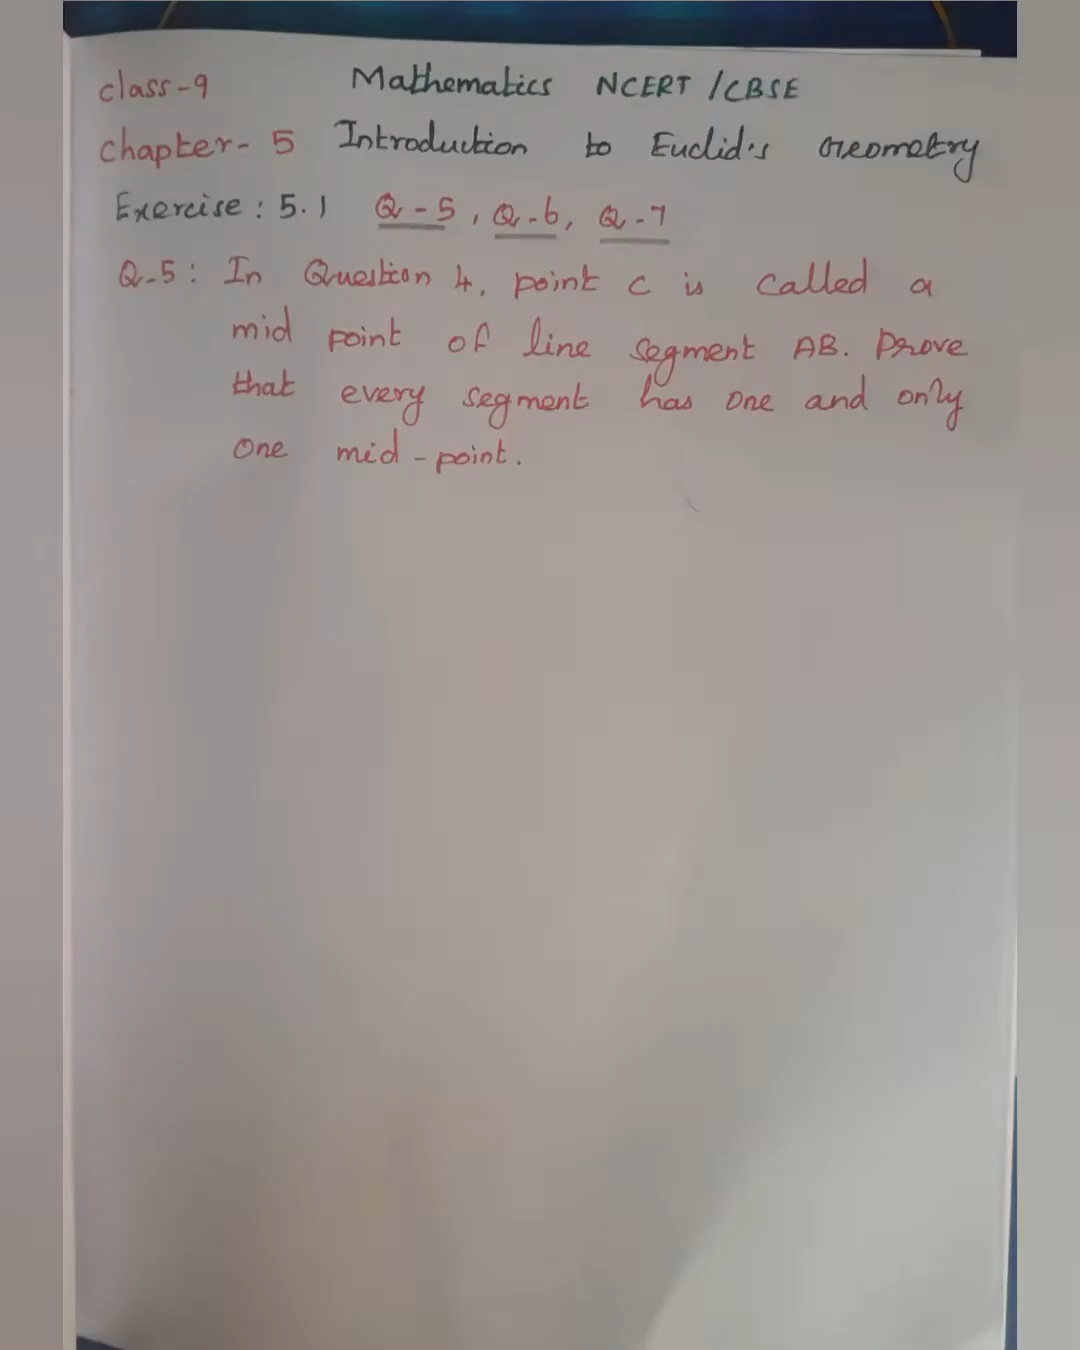 class-9 Mathematics NCERT /CBSE
Chapter- 5 Introduction to Euclid's Geometry
Exercise : 5.1 Q-5, Q-6, Q-7
Q-5: In Question 4, point c is called a
mid point of line segment AB. Prove
that every segment has one and only
one mid-point.